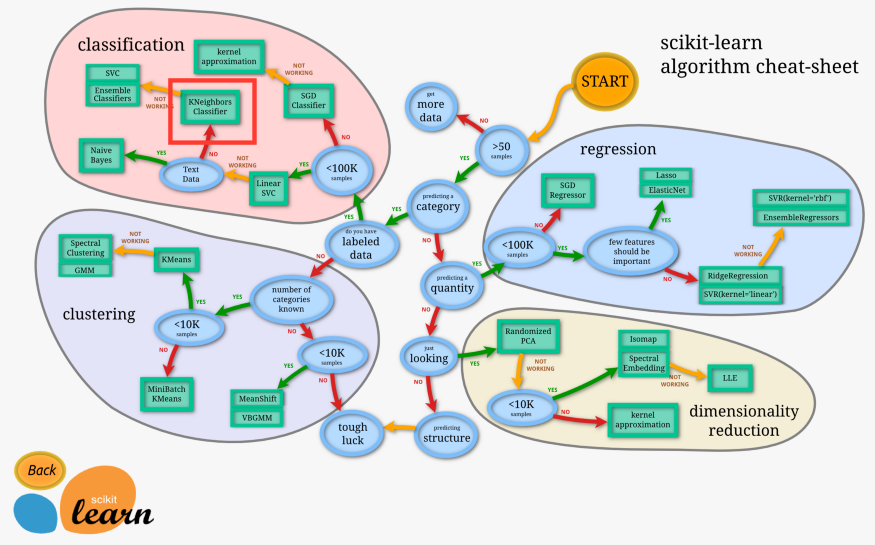 scikit-learn
algorithm cheat-sheet
START
classification
kernel
approximation
NOT
WORKING
SVC
Ensemble
Classifiers
NOT
WORKING
KNeighbors
Classifier
SGD
Classifier
NO
Naive
Bayes
YES
Text
Data
NO
NOT
WORKING
Linear
SVC
YES
<100K
samples
get
more
data
NO
>50
samples
YES
predicting a
category
YES
NO
do you have
labeled
data
YES
NO
predicting a
quantity
YES
NO
just
looking
YES
NO
predicting
structure
tough
luck
regression
SGD
Regressor
NO
<100K
samples
YES
Lasso
ElasticNet
YES
few features
should be
important
NO
SVR(kernel='rbf')
EnsembleRegressors
NOT
WORKING
RidgeRegression
SVR(kernel='linear')
clustering
Spectral
Clustering
GMM
NOT
WORKING
KMeans
YES
<10K
samples
NO
YES
number of
categories
known
NO
MiniBatch
KMeans
<10K
samples
YES
NO
MeanShift
VBGMM
dimensionality
reduction
Randomized
PCA
NOT
WORKING
<10K
samples
YES
NO
Isomap
Spectral
Embedding
NOT
WORKING
LLE
kernel
approximation
Back
scikit
learn